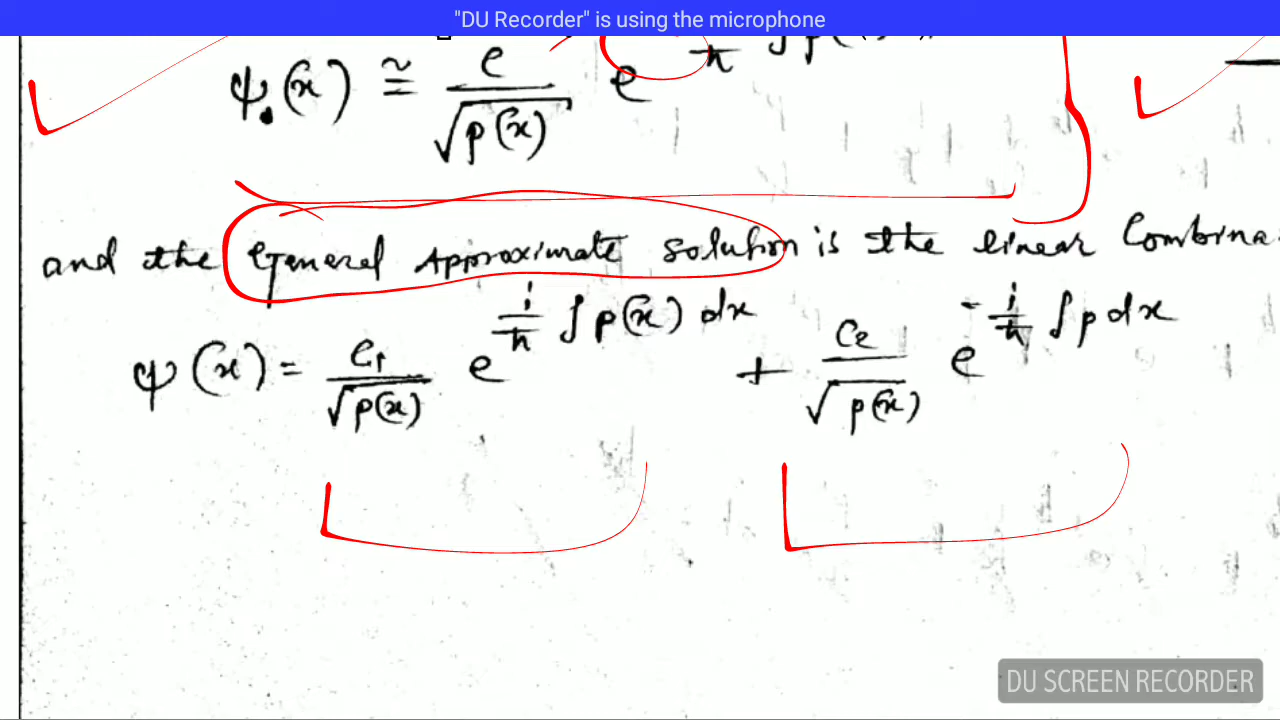 "DU Recorder" is using the microphone
ψ(x) ≅ c/√p(x) e
and the General Approximate Solution is the linear Combina
ψ(x) = c₁/√p(x) e^(i/ħ ∫p(x) dx) + c₂/√p(x) e^(-i/ħ ∫p dx)
DU SCREEN RECORDER